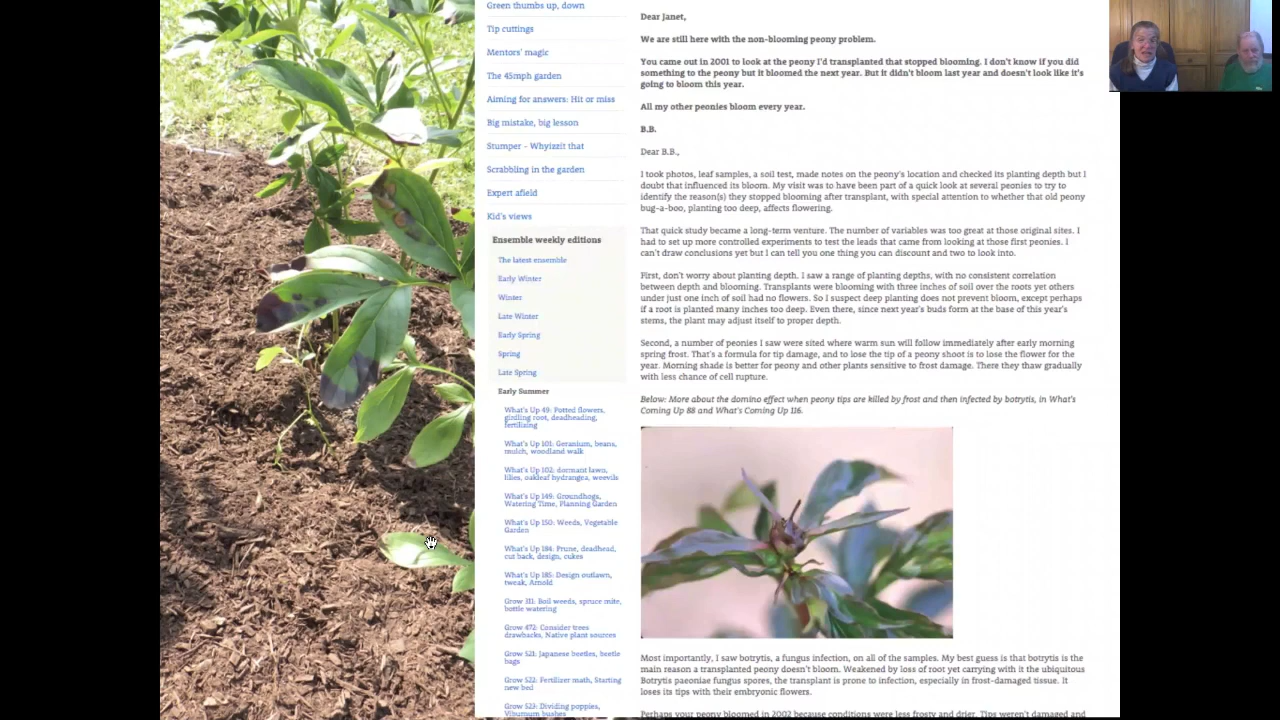 Green thumbs up, down
Tip cuttings
Mentors' magic
The 45mph garden
Aiming for answers: Hit or miss
Big mistake, big lesson
Stumper - Whyizzit that
Scrabbling in the garden
Expert afield
Kid's views
Ensemble weekly editions
The latest ensemble
Early Winter
Winter
Late Winter
Early Spring
Spring
Late Spring
Early Summer
What's Up 49: Potted flowers,
girdling root, deadheading,
fertilizing
What's Up 101: Geranium, beans,
mulch, woodland walk
What's Up 102: dormant lawn,
lilies, oakleaf hydrangea, weevils
What's Up 149: Groundhogs,
Watering Time, Planning Garden
What's Up 150: Weeds, Vegetable
Garden
What's Up 184: Prune, deadhead,
cut back, design, cukes
What's Up 185: Design outlawn,
tweak, Arnold
Grow 311: Boil weeds, spruce mite,
bottle watering
Grow 472: Consider trees
drawbacks, Native plant sources
Grow 521: Japanese beetles, beetle
bags
Grow 522: Fertilizer math, Starting
new bed
Grow 523: Dividing poppies,
Viburnum bushes
Dear Janet,
We are still here with the non-blooming peony problem.
You came out in 2001 to look at the peony I'd transplanted that stopped blooming. I don't know if you did
something to the peony but it bloomed the next year. But it didn't bloom last year and doesn't look like it's
going to bloom this year.
All my other peonies bloom every year.
B.B.
Dear B.B.,
I took photos, leaf samples, a soil test, made notes on the peony's location and checked its planting depth but I
doubt that influenced its bloom. My visit was to have been part of a quick look at several peonies to try to
identify the reason(s) they stopped blooming after transplant, with special attention to whether that old peony
bug-a-boo, planting too deep, affects flowering.
That quick study became a long-term venture. The number of variables was too great at those original sites. I
had to set up more controlled experiments to test the leads that came from looking at those first peonies. I
can't draw conclusions yet but I can tell you one thing you can discount and two to look into.
First, don't worry about planting depth. I saw a range of planting depths, with no consistent correlation
between depth and blooming. Transplants were blooming with three inches of soil over the roots yet others
under just one inch of soil had no flowers. So I suspect deep planting does not prevent bloom, except perhaps
if a root is planted many inches too deep. Even there, since next year's buds form at the base of this year's
stems, the plant may adjust itself to proper depth.
Second, a number of peonies I saw were sited where warm sun will follow immediately after early morning
spring frost. That's a formula for tip damage, and to lose the tip of a peony shoot is to lose the flower for the
year. Morning shade is better for peony and other plants sensitive to frost damage. There they thaw gradually
with less chance of cell rupture.
Below: More about the domino effect when peony tips are killed by frost and then infected by botrytis, in What's
Coming Up 88 and What's Coming Up 116.
Most importantly, I saw botrytis, a fungus infection, on all of the samples. My best guess is that botrytis is the
main reason a transplanted peony doesn't bloom. Weakened by loss of root yet carrying with it the ubiquitous
Botrytis paeoniae fungus spores, the transplant is prone to infection, especially in frost-damaged tissue. It
loses its tips with their embryonic flowers.
Perhaps your peony bloomed in 2002 because conditions were less frosty and drier. Tips weren't damaged and